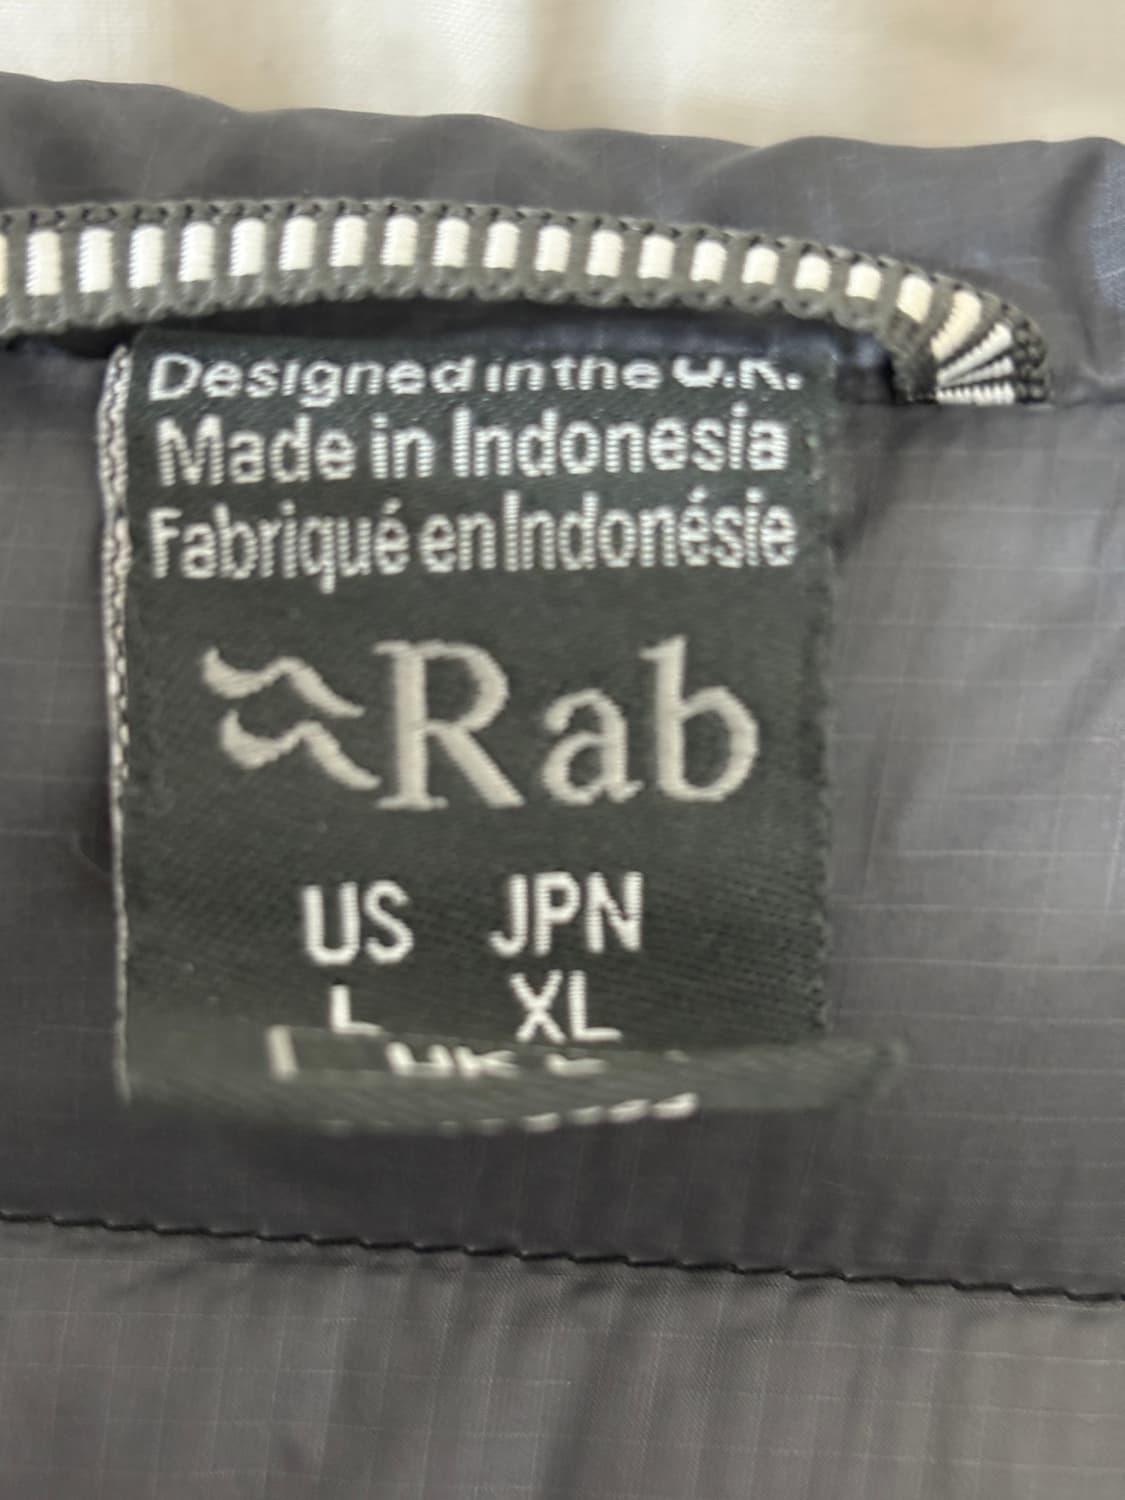 Designed in the U.K.
Made in Indonesia
Fabriqué en Indonésie
Rab
US JPN
L XL